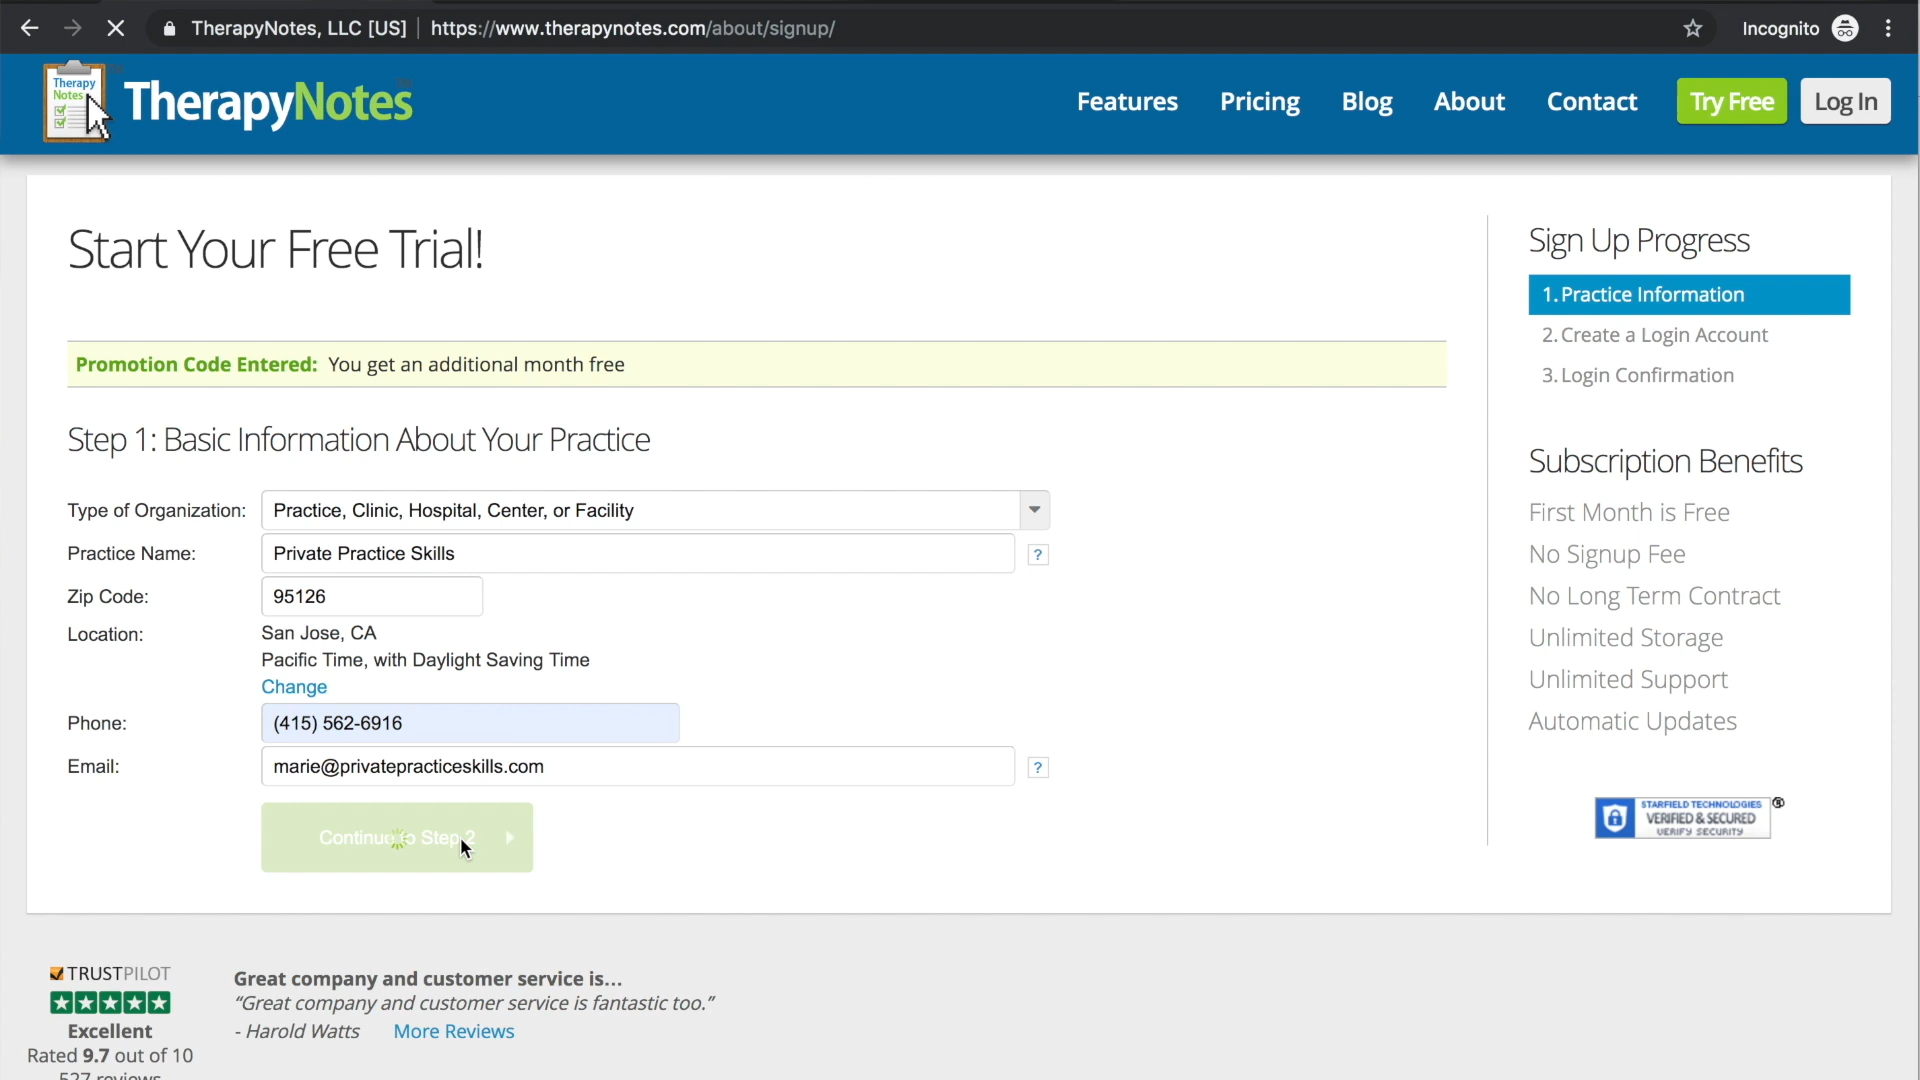 TherapyNotes, LLC [US] https://www.therapynotes.com/about/signup/ Incognito
Therapy
Notes
TherapyNotes
Features Pricing Blog About Contact Try Free Log In
Start Your Free Trial!
Promotion Code Entered: You get an additional month free
Step 1: Basic Information About Your Practice
Type of Organization: Practice, Clinic, Hospital, Center, or Facility
Practice Name: Private Practice Skills ?
Zip Code: 95126
Location: San Jose, CA
Pacific Time, with Daylight Saving Time
Change
Phone: (415) 562-6916
Email: marie@privatepracticeskills.com ?
Continue to Step 2
Sign Up Progress
1. Practice Information
2. Create a Login Account
3. Login Confirmation
Subscription Benefits
First Month is Free
No Signup Fee
No Long Term Contract
Unlimited Storage
Unlimited Support
Automatic Updates
STARFIELD TECHNOLOGIES ®
VERIFIED & SECURED
VERIFY SECURITY
TRUSTPILOT
Excellent
Rated 9.7 out of 10
527 reviews
Great company and customer service is...
“Great company and customer service is fantastic too.”
- Harold Watts More Reviews